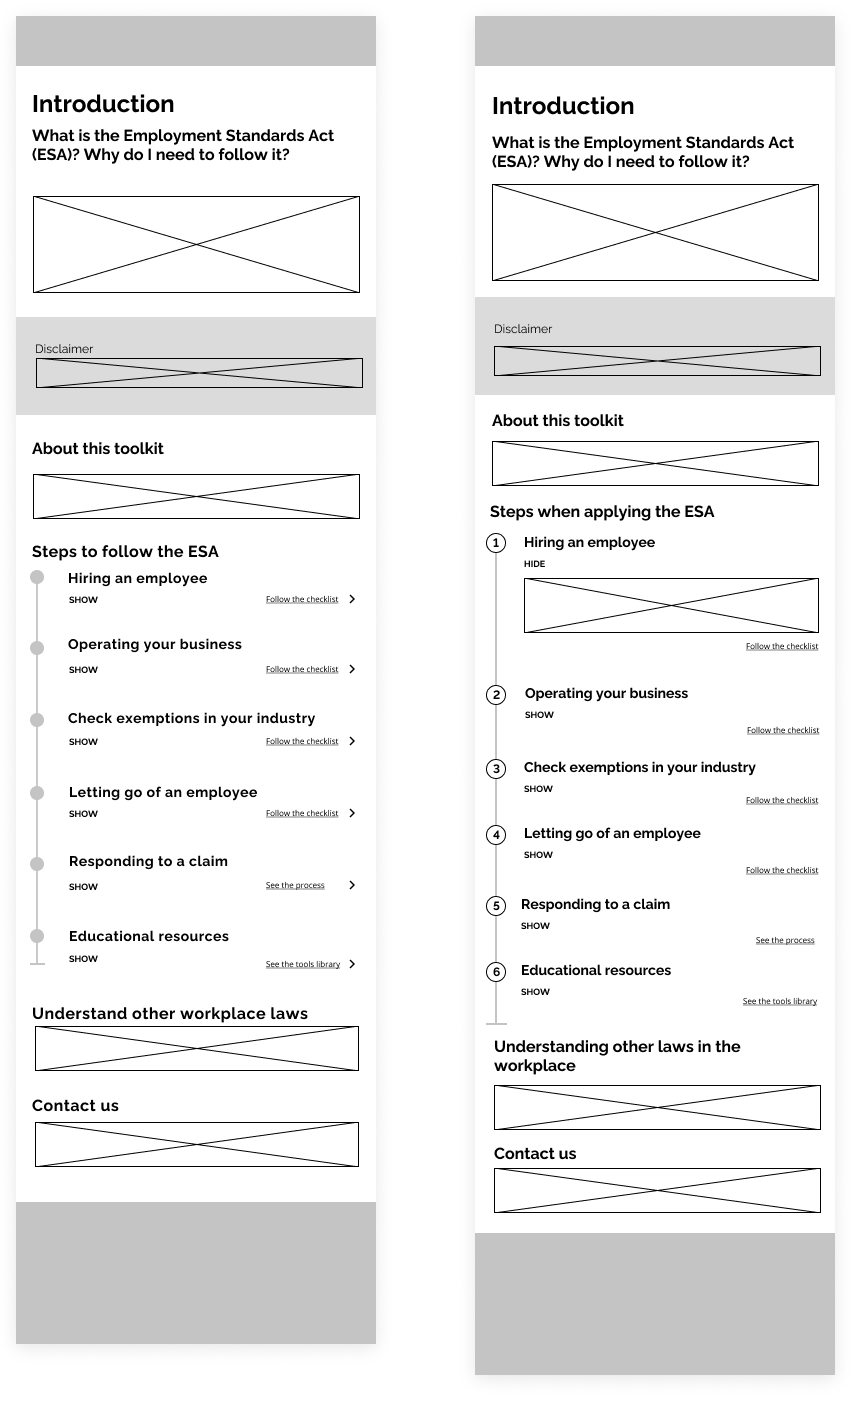 Introduction
What is the Employment Standards Act
(ESA)? Why do I need to follow it?
Disclaimer
About this toolkit
Steps to follow the ESA
Hiring an employee
SHOW
Follow the checklist
Operating your business
SHOW
Follow the checklist
Check exemptions in your industry
SHOW
Follow the checklist
Letting go of an employee
SHOW
Follow the checklist
Responding to a claim
SHOW
See the process
Educational resources
SHOW
See the tools library
Understand other workplace laws
Contact us
Introduction
What is the Employment Standards Act
(ESA)? Why do I need to follow it?
Disclaimer
About this toolkit
Steps when applying the ESA
1 Hiring an employee
HIDE
Follow the checklist
2 Operating your business
SHOW
Follow the checklist
3 Check exemptions in your industry
SHOW
Follow the checklist
4 Letting go of an employee
SHOW
Follow the checklist
5 Responding to a claim
SHOW
See the process
6 Educational resources
SHOW
See the tools library
Understanding other laws in the
workplace
Contact us